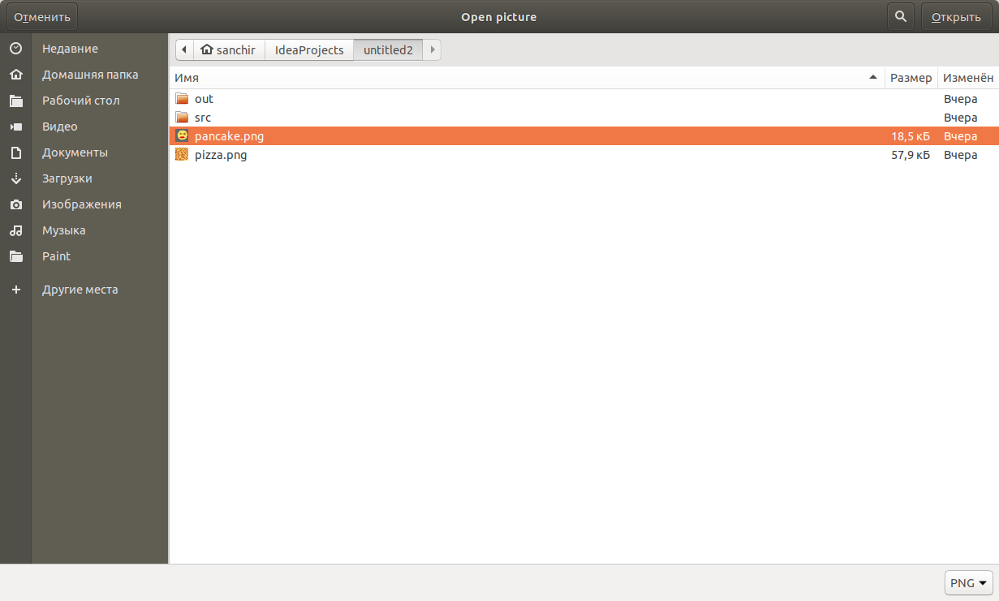 Отменить Open picture Открыть
Недавние
Домашняя папка
Рабочий стол
Видео
Документы
Загрузки
Изображения
Музыка
Paint
Другие места
sanchir IdeaProjects untitled2
Имя Размер Изменён
out Вчера
src Вчера
pancake.png 18,5 кБ Вчера
pizza.png 57,9 кБ Вчера
PNG